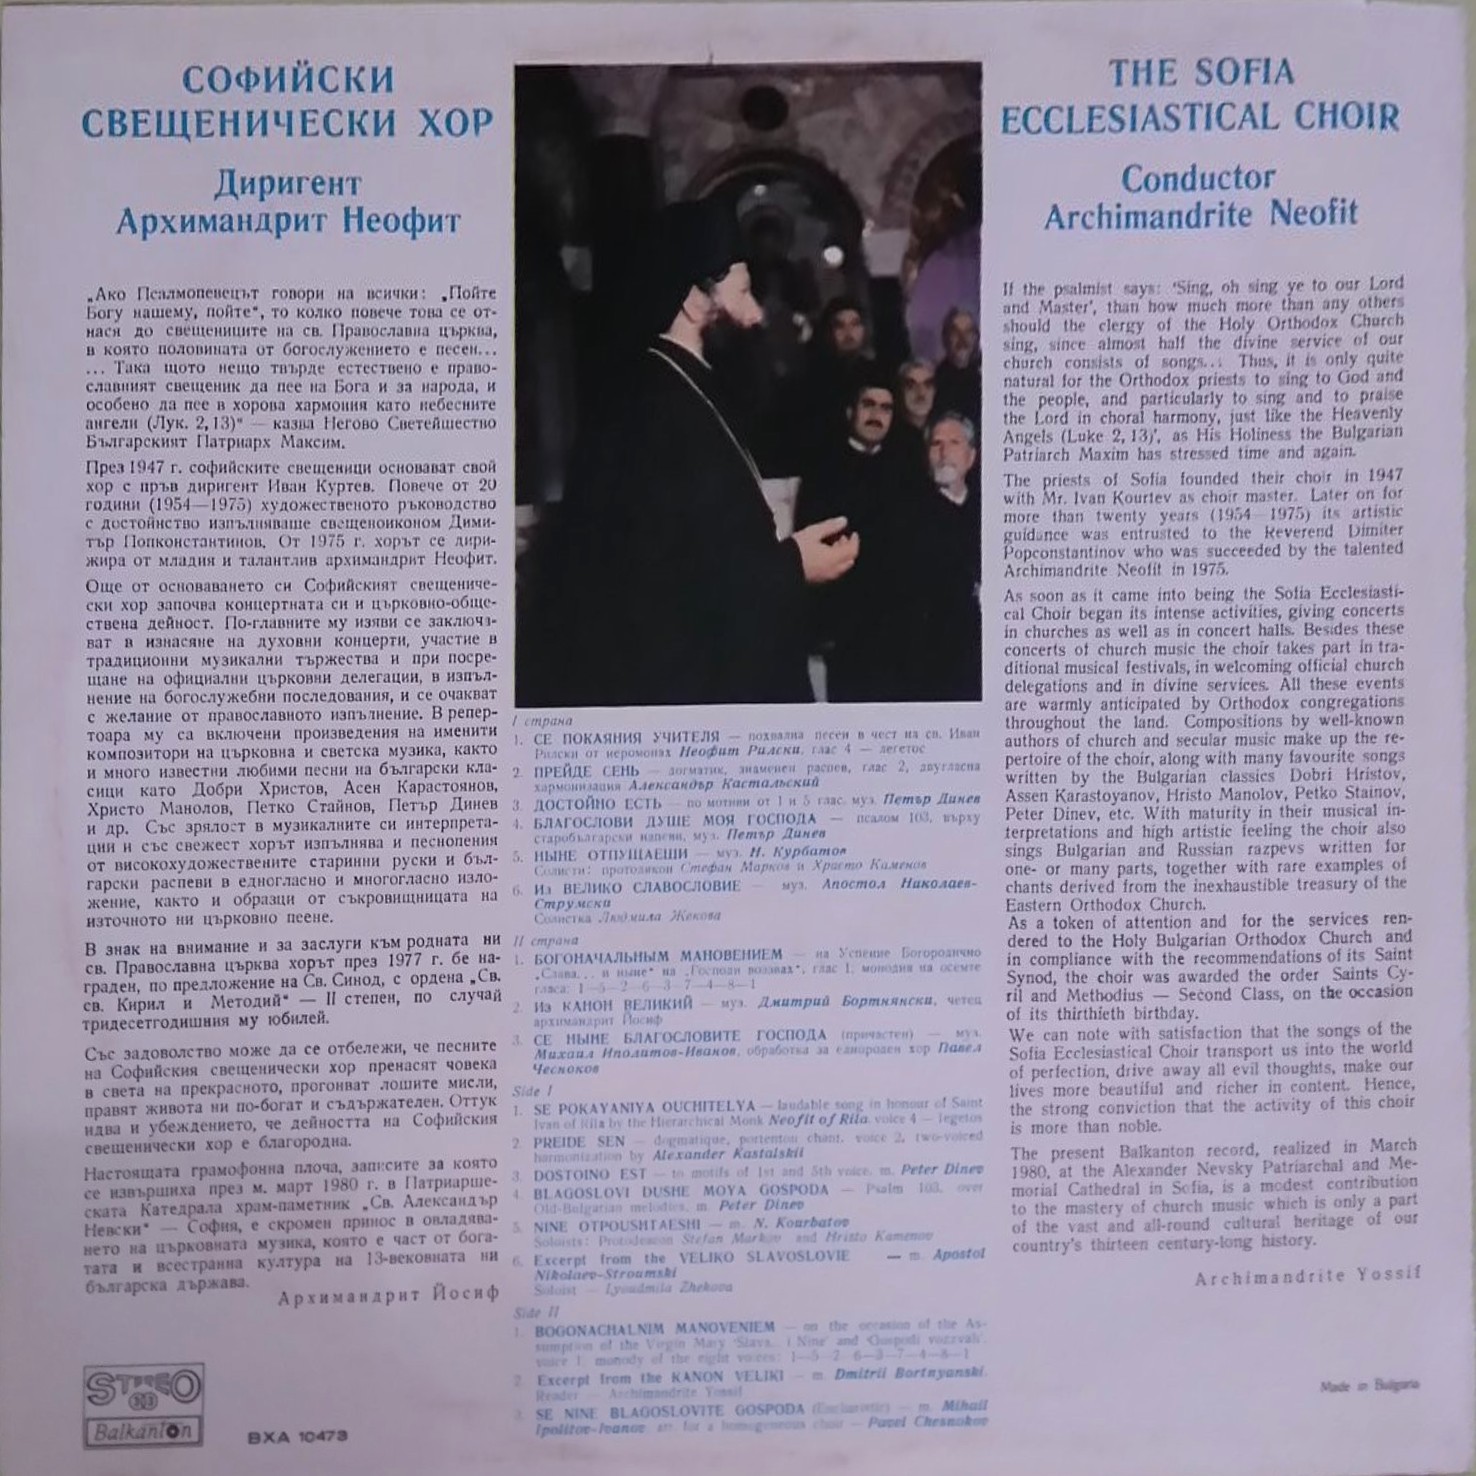 СОФИЙСКИ
СВЕЩЕНИЧЕСКИ ХОР
Диригент
Архимандрит Неофит
„Ако Псалмопевецът говори на всички: „Пойте
Богу нашему, пойте“, то колко повече това се от-
нася до свещениците на св. Православна църква,
в която половината от богослужението е песен...
... Така щото нещо твърде естествено е право-
славният свещеник да пее на Бога и за народа, и
особено да пее в хорова хармония като небесните
ангели (Лук. 2, 13)“ — казва Негово Светейшество
Българският Патриарх Максим.
През 1947 г. софийските свещеници основават свой
хор с пръв диригент Иван Куртев. Повече от 20
години (1954—1975) художественото ръководство
с достойнство изпълняваше свещеноиконом Дими-
тър Попконстантинов. От 1975 г. хорът се дири-
жира от младия и талантлив архимандрит Неофит.
Още от основаването си Софийският свещениче-
ски хор започва концертната си и църковно-обще-
ствена дейност. По-главните му изяви се заключа-
ват в изнасяне на духовни концерти, участие в
традиционни музикални тържества и при посре-
щане на официални църковни делегации, в изпъл-
нение на богослужебни последования, и се очакват
с желание от православното изпълнение. В репер-
тоара му са включени произведения на именити
композитори на църковна и светска музика, както
и много известни любими песни на български кла-
сици като Добри Христов, Асен Карастоянов,
Христо Манолов, Петко Стайнов, Петър Динев
и др. Със зрялост в музикалните си интерпрета-
ции и със свежест хорът изпълнява и песнопения
от високохудожествените старинни руски и бъл-
гарски распеви в едногласно и многогласно изло-
жение, както и образци от съкровищницата на
източното ни църковно пеене.
В знак на внимание и за заслуги към родната ни
св. Православна църква хорът през 1977 г. бе на-
граден, по предложение на Св. Синод, с ордена „Св.
св. Кирил и Методий“ — II степен, по случай
тридесетгодишния му юбилей.
Със задоволство може да се отбележи, че песните
на Софийския свещенически хор пренасят човека
в света на прекрасното, прогонват лошите мисли,
правят живота ни по-богат и съдържателен. Оттук
идва и убеждението, че дейността на Софийския
свещенически хор е благородна.
Настоящата грамофонна плоча, записите за която
се извършиха през м. март 1980 г. в Патриарше-
ската Катедрала храм-паметник „Св. Александър
Невски“ — София, е скромен принос в овладява-
нето на църковната музика, която е част от бога-
тата и всестранна култура на 13-вековната ни
българска държава.
Архимандрит Йосиф
STEREO
33
Balkanton
ВХА 10473
I страна
1. СЕ ПОКАЯНИЯ УЧИТЕЛЯ — похвална песен в чест на св. Иван
Рилски от иеромонах Неофит Рилски, глас 4 — легетос
2. ПРЕЙДЕ СЕНЬ — догматик, знаменен распев, глас 2, двугласна
хармонизация Александър Кастальский
3. ДОСТОЙНО ЕСТЬ — по мотиви от 1 и 5 глас, муз. Петър Динев
4. БЛАГОСЛОВИ ДУШЕ МОЯ ГОСПОДА — псалом 103, върху
старобългарски напеви, муз. Петър Динев
5. НЫНЕ ОТПУЩАЕШИ — муз. Н. Курбатов
Солисти: протодякон Стефан Марков и Христо Каменов
6. Из ВЕЛИКО СЛАВОСЛОВИЕ — муз. Апостол Николаев-
Струмски
Солистка Людмила Жекова
II страна
1. БОГОНАЧАЛЬНЫМ МАНОВЕНИЕМ — на Успение Богородично
„Слава... и ныне“ на „Господи воззвах“, глас 1; монодия на осемте
гласа: 1—5—2—6—3—7—4—8—1
2. Из КАНОН ВЕЛИКИЙ — муз. Дмитрий Бортнянски, четец
архимандрит Йосиф
3. СЕ НЫНЕ БЛАГОСЛОВИТЕ ГОСПОДА (причастен) — муз.
Михаил Иполитов-Иванов, обработка за еднороден хор Павел
Чесноков
Side I
1. SE POKAYANIYA OUCHITELYA — laudable song in honour of Saint
Ivan of Rila by the Hierarchical Monk Neofit of Rila, voice 4 — legetos
2. PREIDE SEN — dogmatique, portentou chant, voice 2, two-voiced
harmonization by Alexander Kastalskii
3. DOSTOINO EST — to motifs of 1st and 5th voice, m. Peter Dinev
4. BLAGOSLOVI DUSHE MOYA GOSPODA — Psalm 103, over
Old-Bulgarian melodies, m. Peter Dinev
5. NINE OTPOUSHTAESHI — m. N. Kourbatov
Soloists: Protodeacon Stefan Markov and Hristo Kamenov
6. Excerpt from the VELIKO SLAVOSLOVIE — m. Apostol
Nikolaev-Stroumski
Soloist — Lyoudmila Zhekova
Side II
1. BOGONACHALNIM MANOVENIEM — on the occasion of the As-
sumption of the Virgin Mary 'Slava... i Nine' and 'Gospodi vozzvah',
voice 1; monody of the eight voices: 1—5—2—6—3—7—4—8—1
2. Excerpt from the KANON VELIKI — m. Dmitrii Bortnyanski,
Reader — Archimandrite Yossif
3. SE NINE BLAGOSLOVITE GOSPODA (Eucharistic) — m. Mihail
Ipolitov-Ivanov, arr. for a homogeneous choir — Pavel Chesnokov
THE SOFIA
ECCLESIASTICAL CHOIR
Conductor
Archimandrite Neofit
If the psalmist says: 'Sing, oh sing ye to our Lord
and Master', than how much more than any others
should the clergy of the Holy Orthodox Church
sing, since almost half the divine service of our
church consists of songs... Thus, it is only quite
natural for the Orthodox priests to sing to God and
the people, and particularly to sing and to praise
the Lord in choral harmony, just like the Heavenly
Angels (Luke 2, 13)', as His Holiness the Bulgarian
Patriarch Maxim has stressed time and again.
The priests of Sofia founded their choir in 1947
with Mr. Ivan Kourtev as choir master. Later on for
more than twenty years (1954—1975) its artistic
guidance was entrusted to the Reverend Dimiter
Popconstantinov who was succeeded by the talented
Archimandrite Neofit in 1975.
As soon as it came into being the Sofia Ecclesiasti-
cal Choir began its intense activities, giving concerts
in churches as well as in concert halls. Besides these
concerts of church music the choir takes part in tra-
ditional musical festivals, in welcoming official church
delegations and in divine services. All these events
are warmly anticipated by Orthodox congregations
throughout the land. Compositions by well-known
authors of church and secular music make up the re-
pertoire of the choir, along with many favourite songs
written by the Bulgarian classics Dobri Hristov,
Assen Karastoyanov, Hristo Manolov, Petko Stainov,
Peter Dinev, etc. With maturity in their musical in-
terpretations and high artistic feeling the choir also
sings Bulgarian and Russian razpevs written for
one- or many parts, together with rare examples of
chants derived from the inexhaustible treasury of the
Eastern Orthodox Church.
As a token of attention and for the services ren-
dered to the Holy Bulgarian Orthodox Church and
in compliance with the recommendations of its Saint
Synod, the choir was awarded the order Saints Cy-
ril and Methodius — Second Class, on the occasion
of its thirthieth birthday.
We can note with satisfaction that the songs of the
Sofia Ecclesiastical Choir transport us into the world
of perfection, drive away all evil thoughts, make our
lives more beautiful and richer in content. Hence,
the strong conviction that the activity of this choir
is more than noble.
The present Balkanton record, realized in March
1980, at the Alexander Nevsky Patriarchal and Me-
morial Cathedral in Sofia, is a modest contribution
to the mastery of church music which is only a part
of the vast and all-round cultural heritage of our
country's thirteen century-long history.
Archimandrite Yossif
Made in Bulgaria